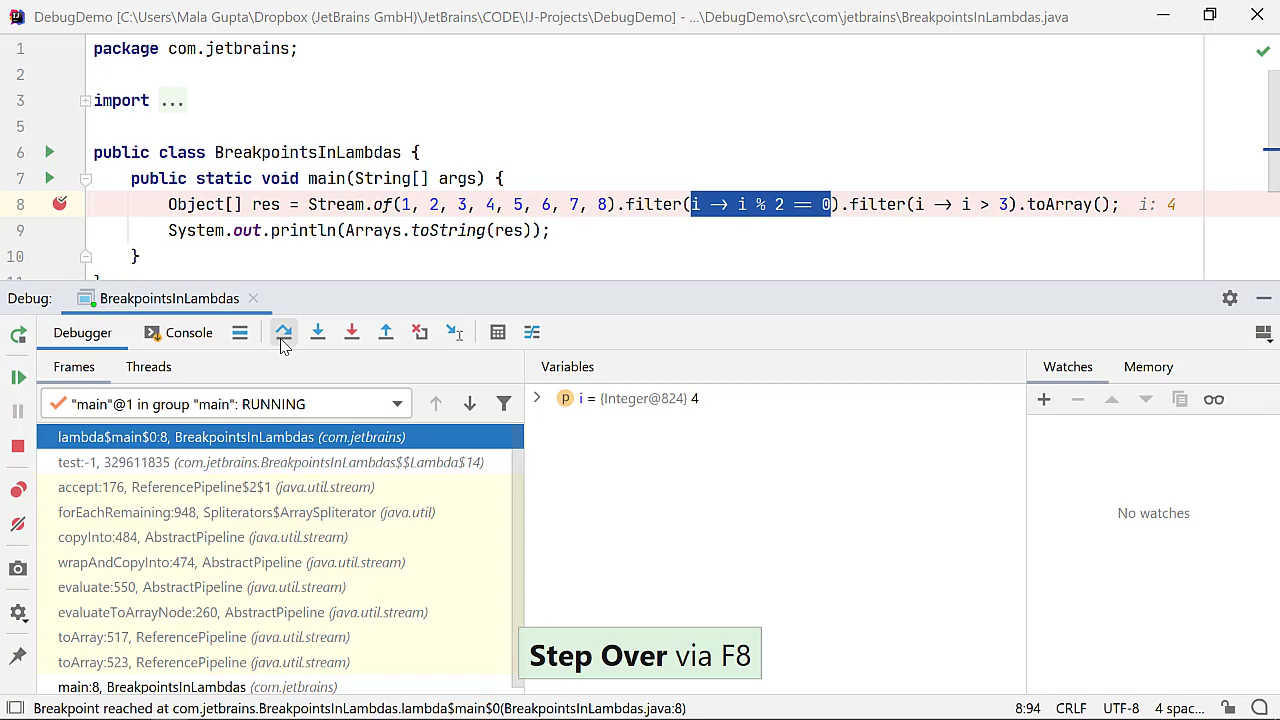 DebugDemo [C:\Users\Mala Gupta\Dropbox (JetBrains GmbH)\JetBrains\CODE\IJ-Projects\DebugDemo] - ...\DebugDemo\src\com\jetbrains\BreakpointsInLambdas.java
1 package com.jetbrains;
2
3 import ...
5
6 public class BreakpointsInLambdas {
7 public static void main(String[] args) {
8 Object[] res = Stream.of(1, 2, 3, 4, 5, 6, 7, 8).filter(i → i % 2 == 0).filter(i → i > 3).toArray(); i: 4
9 System.out.println(Arrays.toString(res));
10 }
Debug: BreakpointsInLambdas
Debugger Console
Frames Threads Variables Watches Memory
"main"@1 in group "main": RUNNING
i = {Integer@824} 4
lambda$main$0:8, BreakpointsInLambdas (com.jetbrains)
test:-1, 329611835 (com.jetbrains.BreakpointsInLambdas$$Lambda$14)
accept:176, ReferencePipeline$2$1 (java.util.stream)
forEachRemaining:948, Spliterators$ArraySpliterator (java.util)
copyInto:484, AbstractPipeline (java.util.stream)
wrapAndCopyInto:474, AbstractPipeline (java.util.stream)
evaluate:550, AbstractPipeline (java.util.stream)
evaluateToArrayNode:260, AbstractPipeline (java.util.stream)
toArray:517, ReferencePipeline (java.util.stream)
toArray:523, ReferencePipeline (java.util.stream)
main:8, BreakpointsInLambdas (com.jetbrains)
No watches
Step Over via F8
Breakpoint reached at com.jetbrains.BreakpointsInLambdas.lambda$main$0(BreakpointsInLambdas.java:8) 8:94 CRLF UTF-8 4 spac...